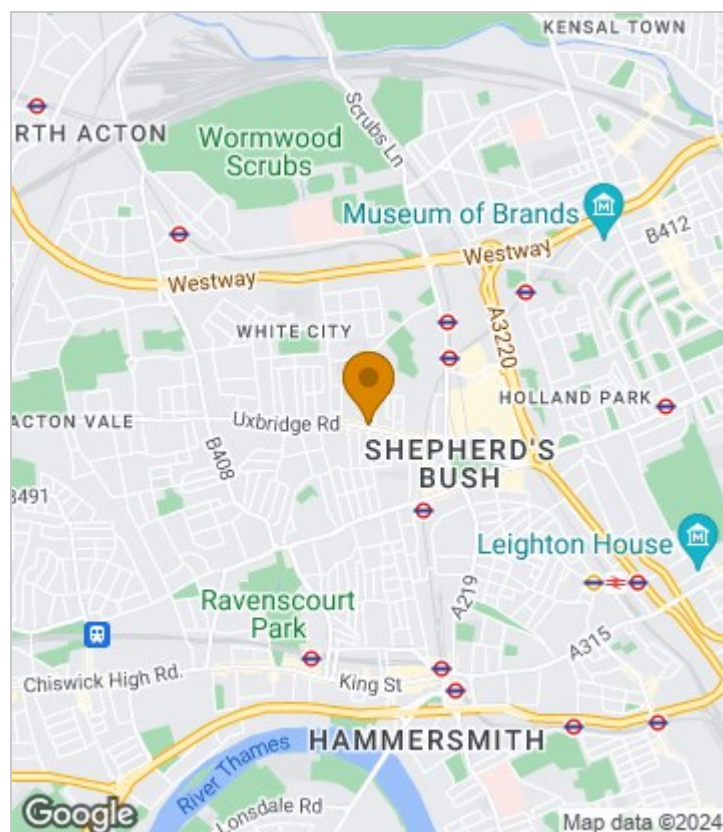 KENSAL TOWN
RTH ACTON
Scrubs Ln
Wormwood
Scrubs
Museum of Brands
B412
Westway
Westway
A3220
WHITE CITY
HOLLAND PARK
ACTON VALE
Uxbridge Rd
SHEPHERD'S
BUSH
B408
B491
Leighton House
A219
Ravenscourt
Park
A315
Chiswick High Rd.
King St
HAMMERSMITH
River Thames
Lonsdale Rd
Google
Map data ©2024